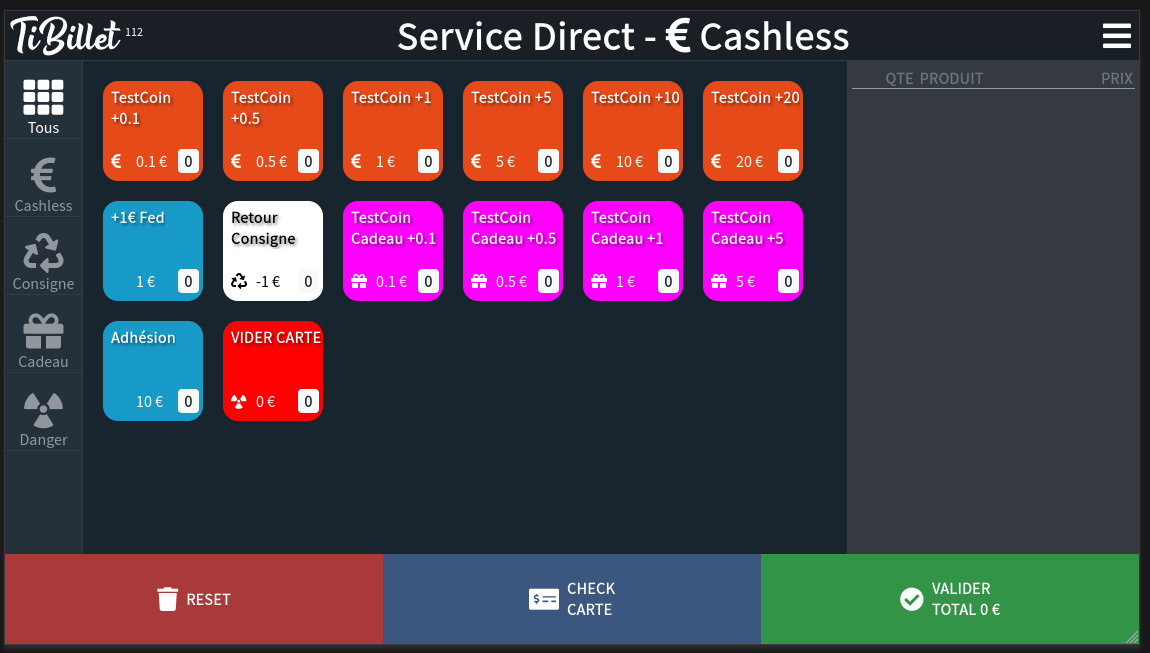 TiBillet 112
Service Direct - € Cashless
Tous
Cashless
Consigne
Cadeau
Danger
TestCoin
+0.1
€ 0.1 € 0
TestCoin
+0.5
€ 0.5 € 0
TestCoin +1
€ 1 € 0
TestCoin +5
€ 5 € 0
TestCoin +10
€ 10 € 0
TestCoin +20
€ 20 € 0
+1€ Fed
1 € 0
Retour
Consigne
-1 € 0
TestCoin
Cadeau +0.1
0.1 € 0
TestCoin
Cadeau +0.5
0.5 € 0
TestCoin
Cadeau +1
1 € 0
TestCoin
Cadeau +5
5 € 0
Adhésion
10 € 0
VIDER CARTE
0 € 0
QTE PRODUIT PRIX
RESET
CHECK
CARTE
VALIDER
TOTAL 0 €